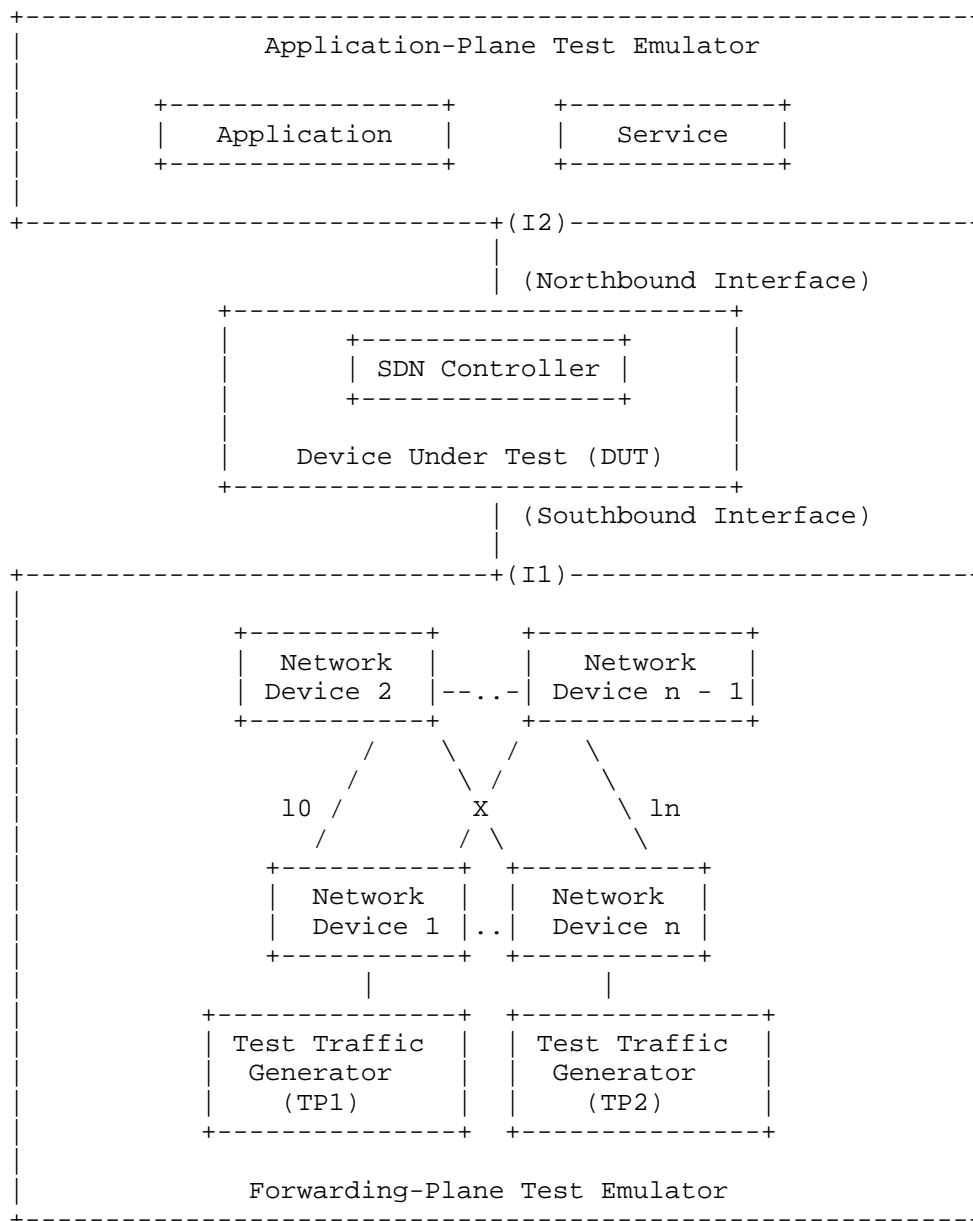 Application-Plane Test Emulator
Application Service
(I2)
(Northbound Interface)
SDN Controller
Device Under Test (DUT)
(Southbound Interface)
(I1)
Network Network
Device 2 --..- Device n - 1
l0 X ln
Network Network
Device 1 .. Device n
Test Traffic Test Traffic
Generator Generator
(TP1) (TP2)
Forwarding-Plane Test Emulator